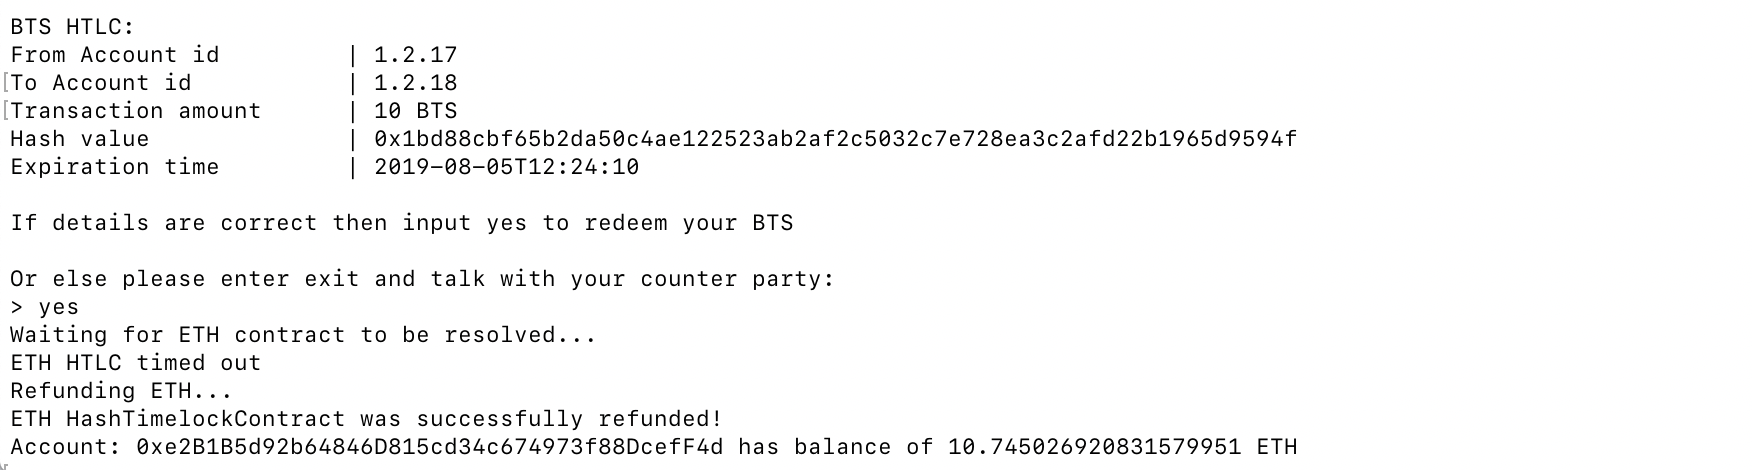 BTS HTLC:
From Account id | 1.2.17
[To Account id | 1.2.18
[Transaction amount | 10 BTS
Hash value | 0x1bd88cbf65b2da50c4ae122523ab2af2c5032c7e728ea3c2afd22b1965d9594f
Expiration time | 2019-08-05T12:24:10
If details are correct then input yes to redeem your BTS
Or else please enter exit and talk with your counter party:
> yes
Waiting for ETH contract to be resolved...
ETH HTLC timed out
Refunding ETH...
ETH HashTimelockContract was successfully refunded!
Account: 0xe2B1B5d92b64846D815cd34c674973f88DcefF4d has balance of 10.745026920831579951 ETH